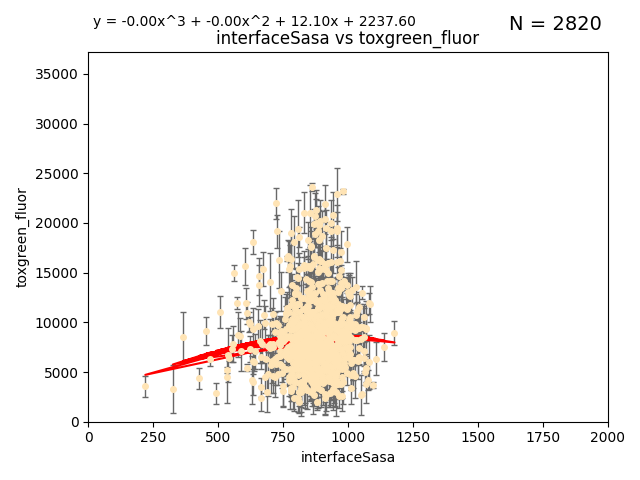 y = -0.00x^3 + -0.00x^2 + 12.10x + 2237.60
N = 2820
interfaceSasa vs toxgreen_fluor
35000
30000
25000
20000
15000
10000
5000
0
toxgreen_fluor
0 250 500 750 1000 1250 1500 1750 2000
interfaceSasa